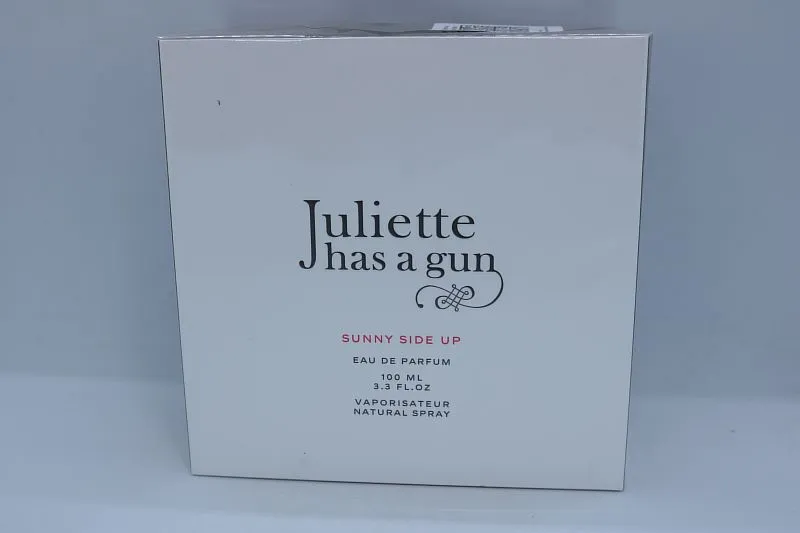 Juliette
has a gun
SUNNY SIDE UP
EAU DE PARFUM
100 ML
3.3 FL.OZ
VAPORISATEUR
NATURAL SPRAY